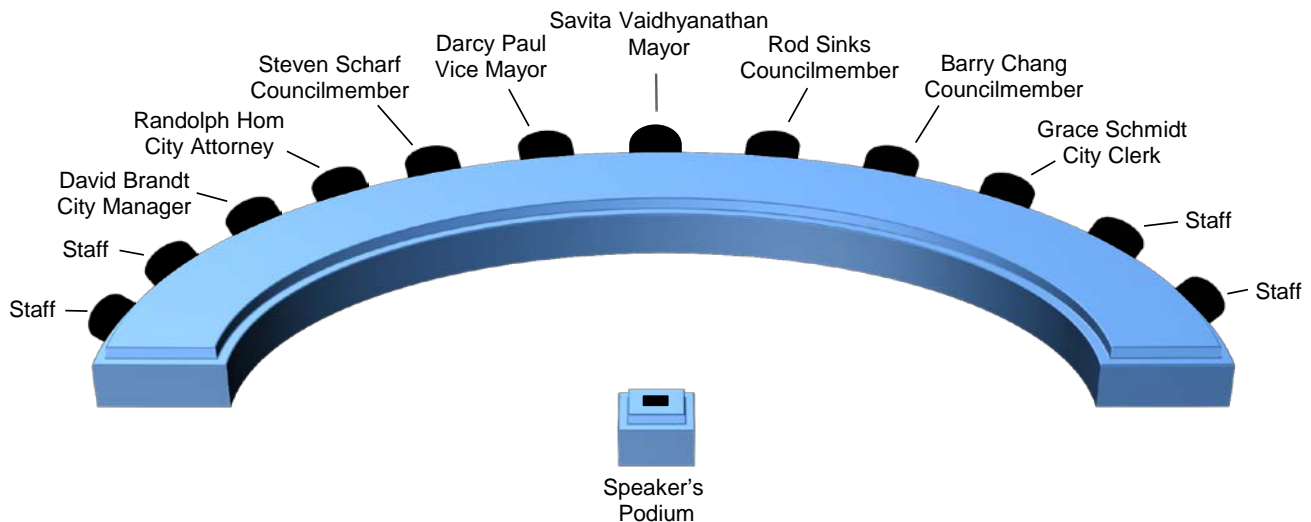 Savita Vaidhyanathan
Mayor
Darcy Paul
Vice Mayor
Rod Sinks
Councilmember
Steven Scharf
Councilmember
Barry Chang
Councilmember
Randolph Hom
City Attorney
Grace Schmidt
City Clerk
David Brandt
City Manager
Staff
Staff
Staff
Staff
Speaker's
Podium